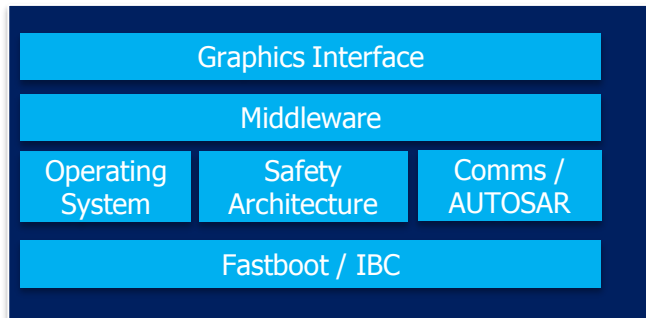 Graphics Interface
Middleware
Operating
System
Safety
Architecture
Comms /
AUTOSAR
Fastboot / IBC